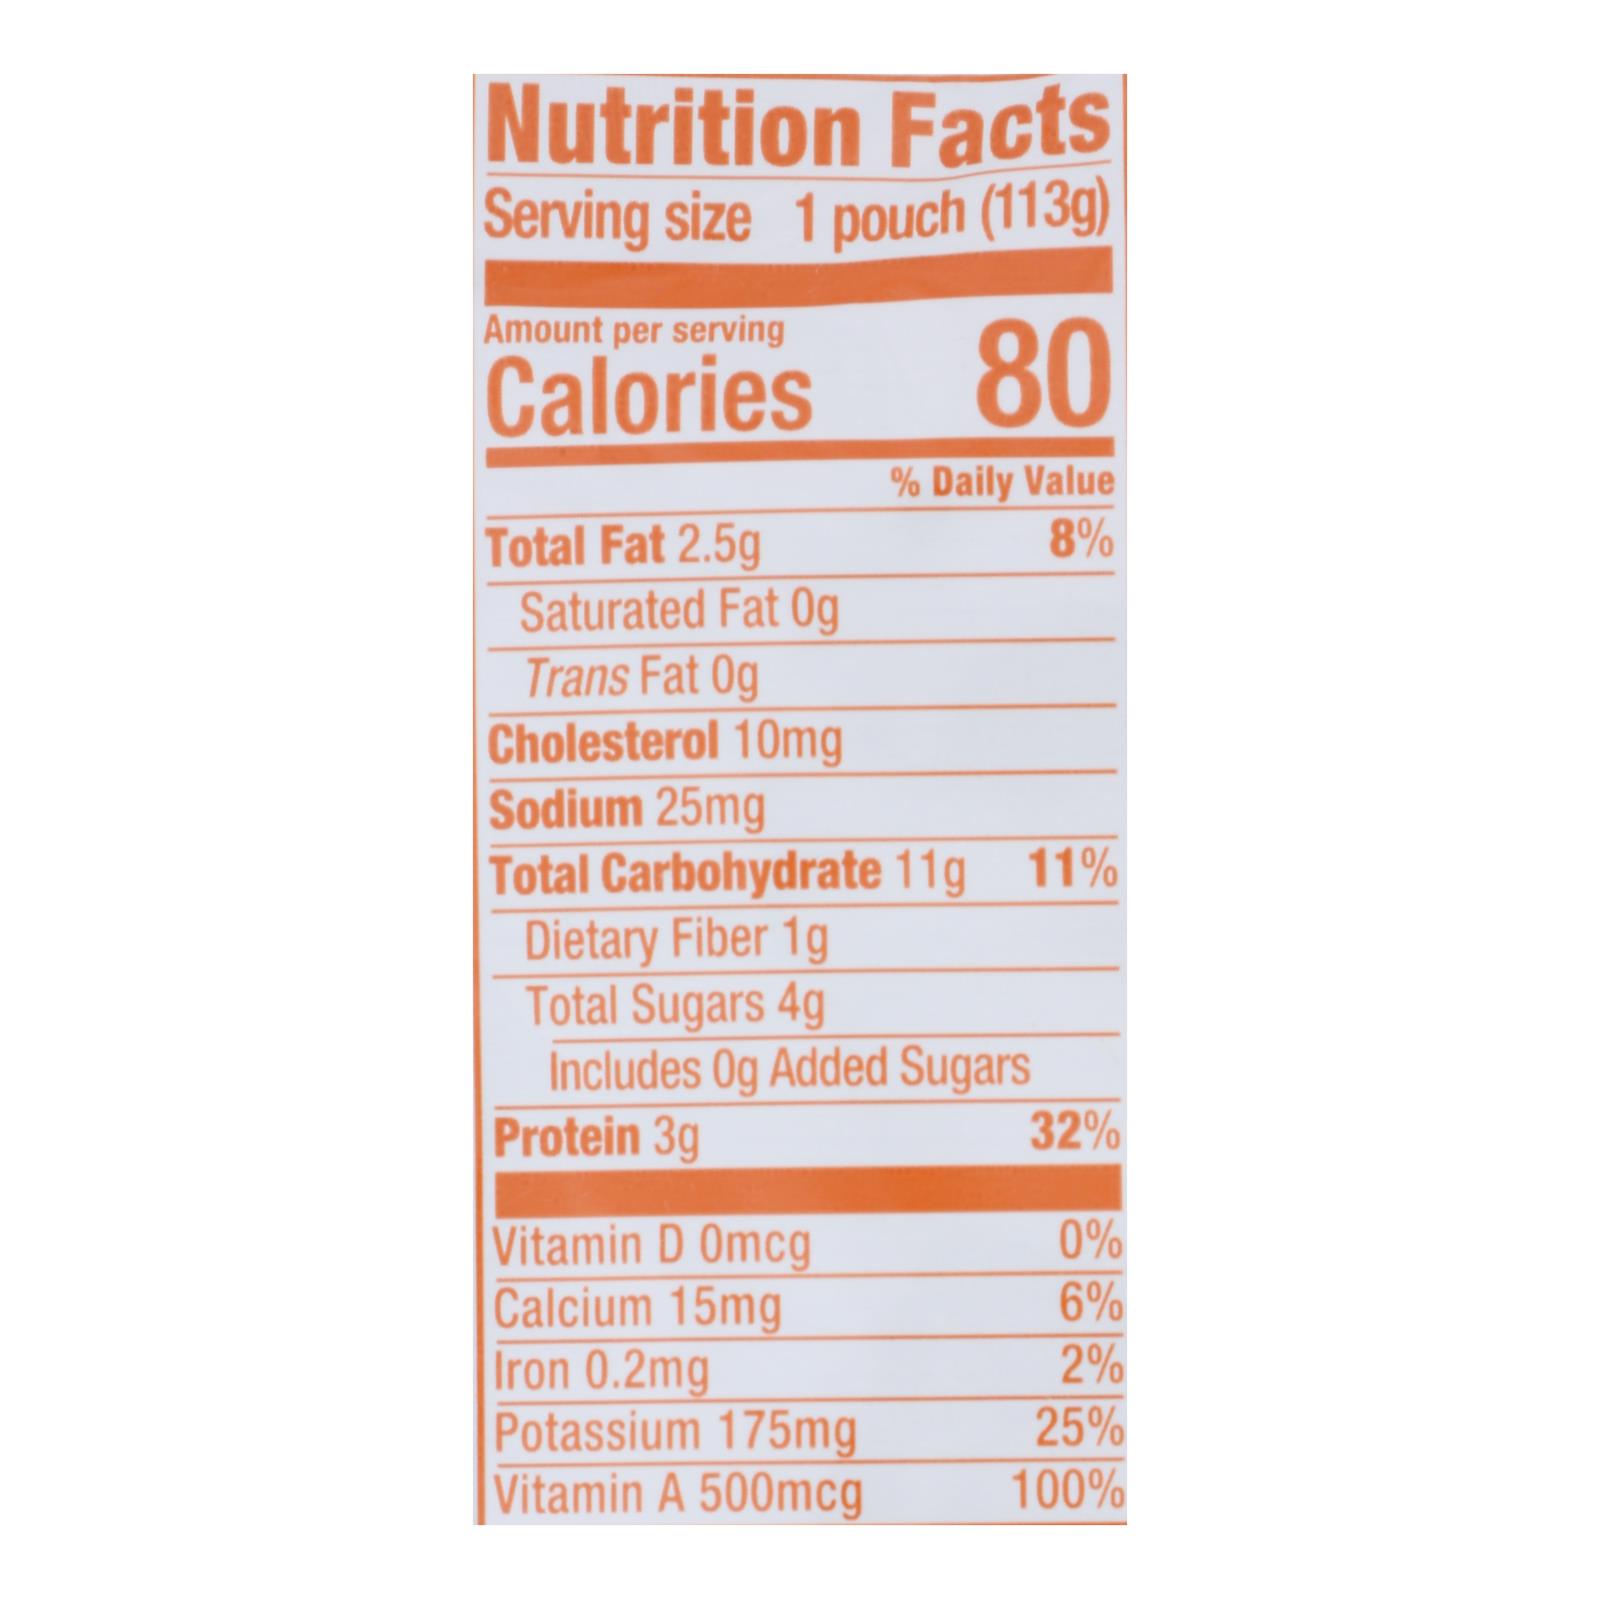 Nutrition Facts
Serving size 1 pouch (113g)
Amount per serving
Calories 80
% Daily Value
Total Fat 2.5g 8%
Saturated Fat 0g
Trans Fat 0g
Cholesterol 10mg
Sodium 25mg
Total Carbohydrate 11g 11%
Dietary Fiber 1g
Total Sugars 4g
Includes 0g Added Sugars
Protein 3g 32%
Vitamin D 0mcg 0%
Calcium 15mg 6%
Iron 0.2mg 2%
Potassium 175mg 25%
Vitamin A 500mcg 100%